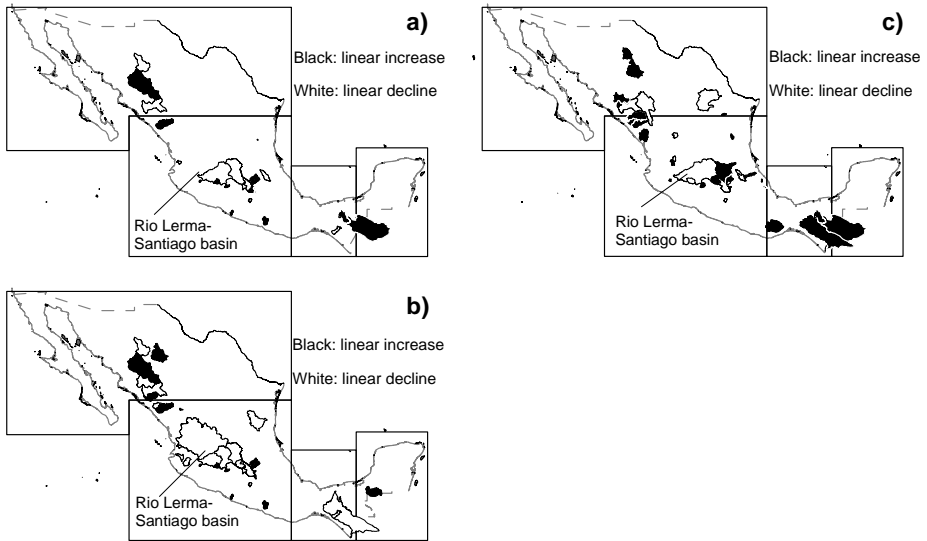 a)
Black: linear increase
White: linear decline
Rio Lerma-
Santiago basin
c)
Black: linear increase
White: linear decline
Rio Lerma-
Santiago basin
b)
Black: linear increase
White: linear decline
Rio Lerma-
Santiago basin